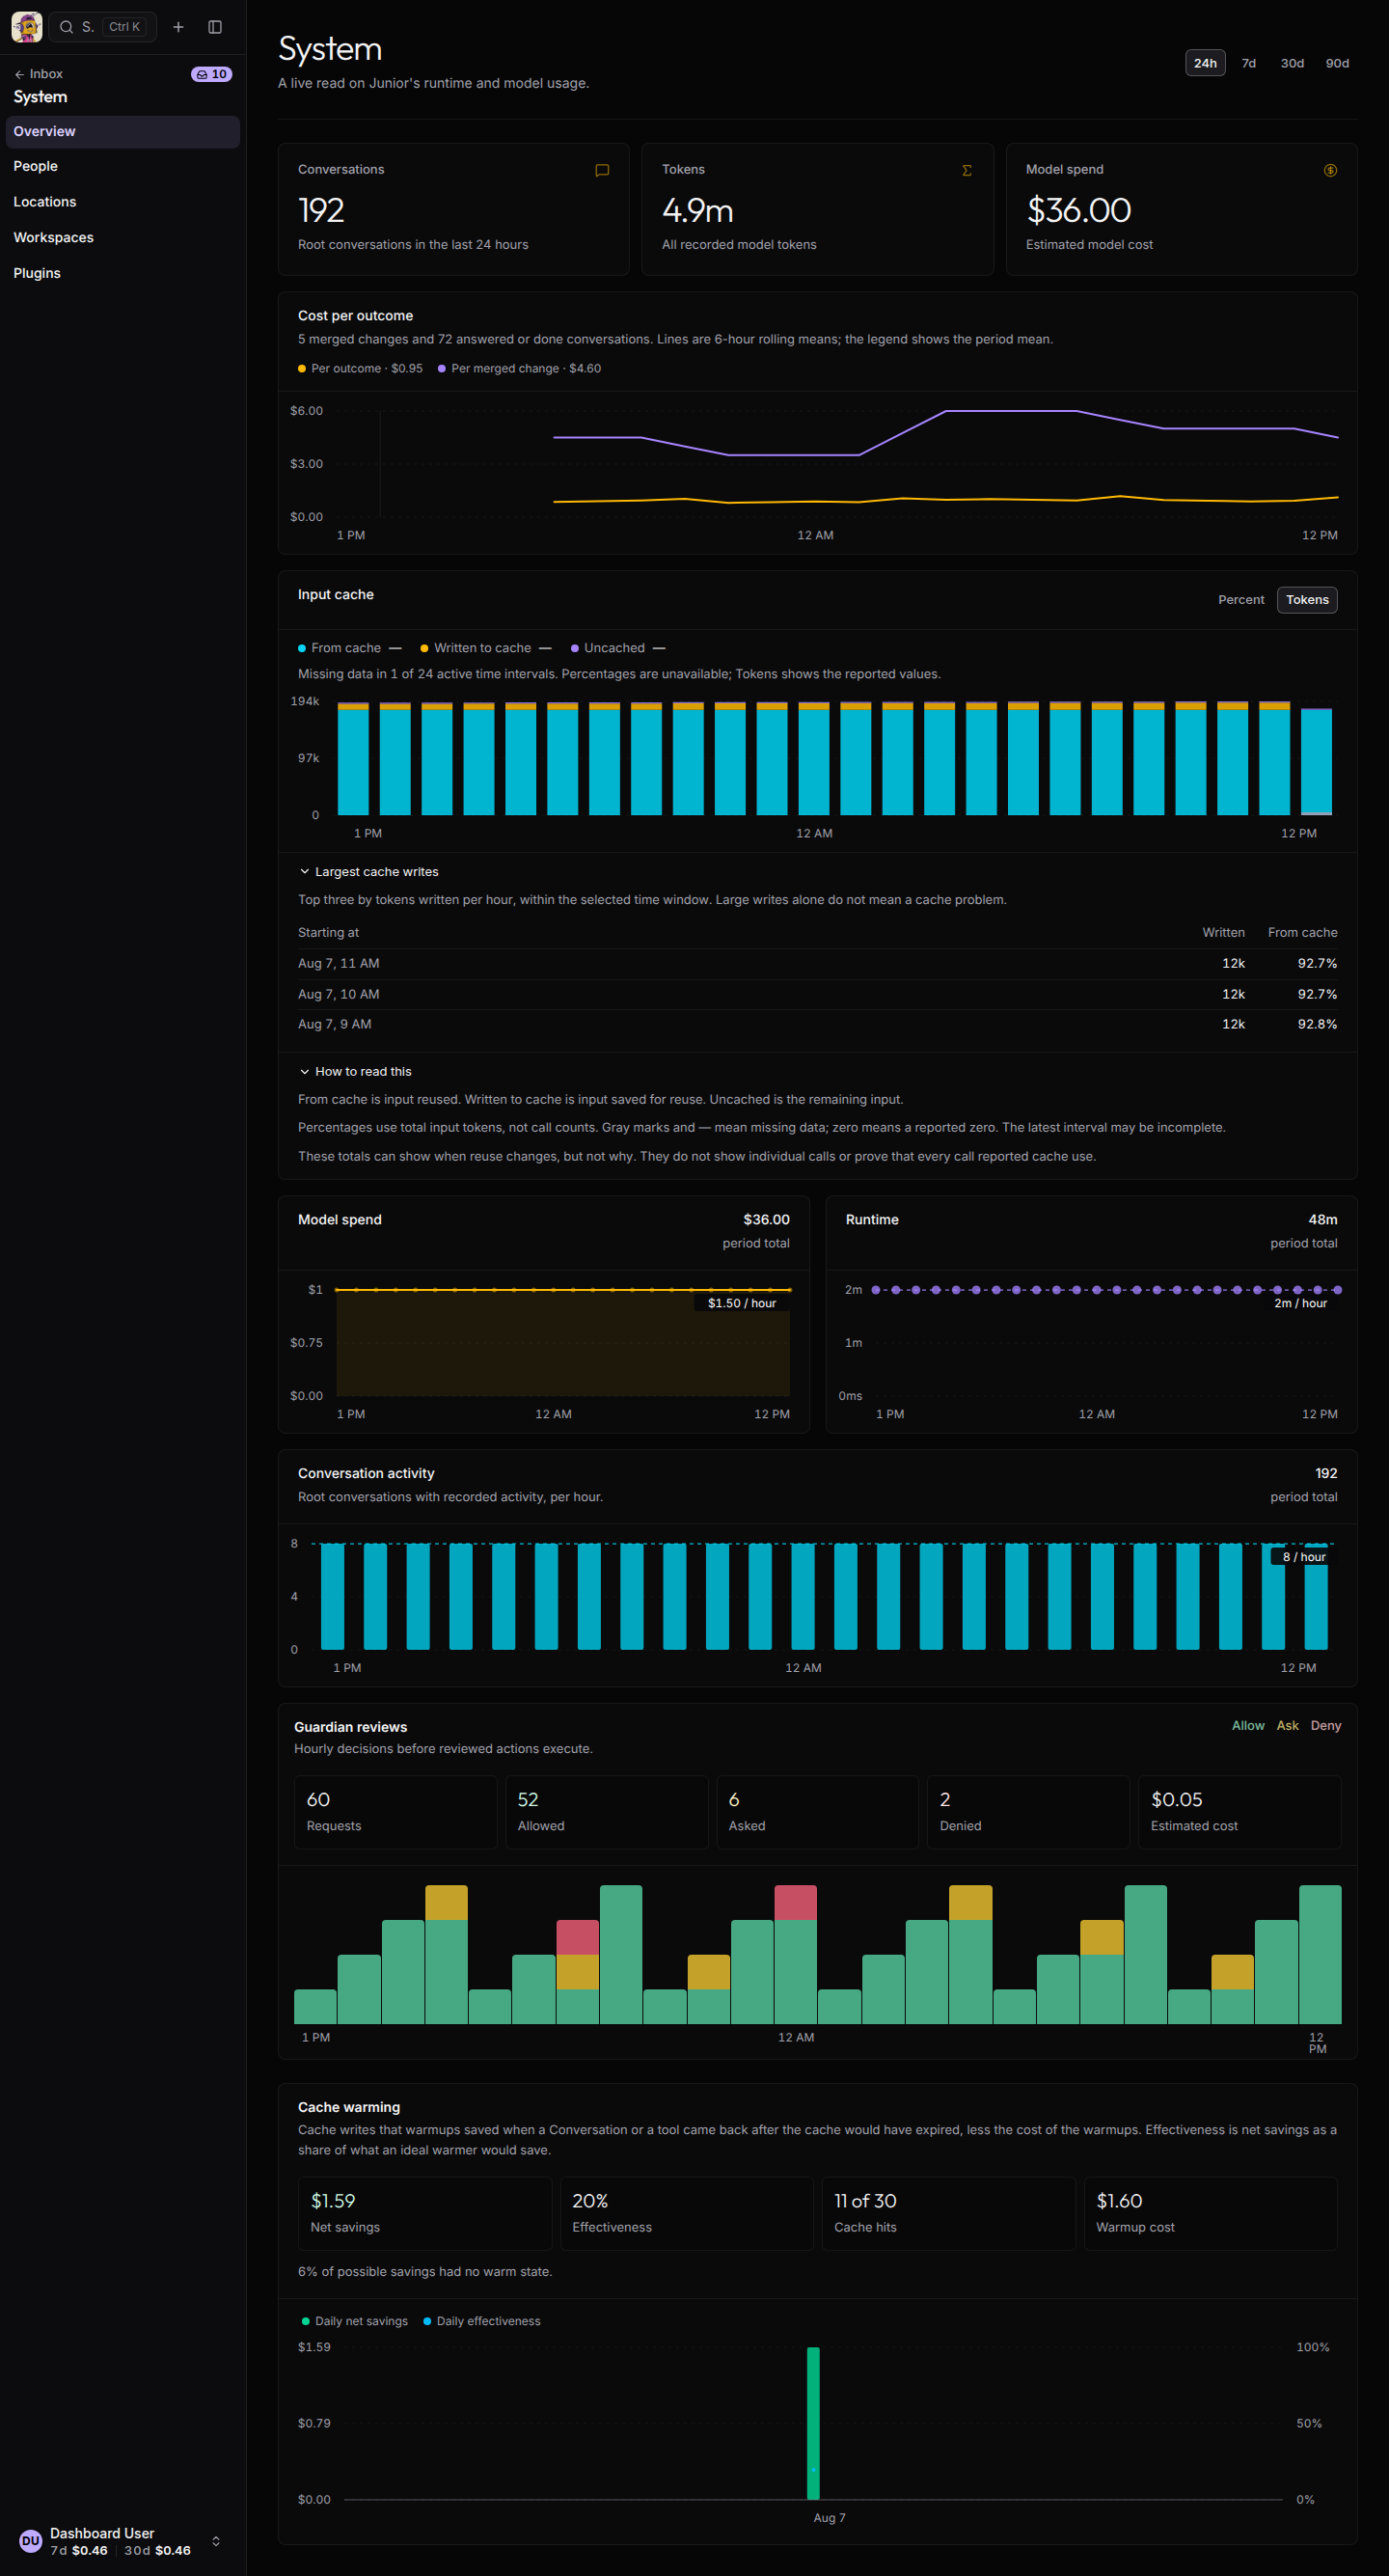 S. Ctrl K
Inbox 10
System
Overview
People
Locations
Workspaces
Plugins
System
A live read on Junior's runtime and model usage.
24h 7d 30d 90d
Conversations
192
Root conversations in the last 24 hours
Tokens
4.9m
All recorded model tokens
Model spend
$36.00
Estimated model cost
Cost per outcome
5 merged changes and 72 answered or done conversations. Lines are 6-hour rolling means; the legend shows the period mean.
Per outcome · $0.95 Per merged change · $4.60
$6.00
$3.00
$0.00
1 PM 12 AM 12 PM
Input cache
Percent Tokens
From cache — Written to cache — Uncached —
Missing data in 1 of 24 active time intervals. Percentages are unavailable; Tokens shows the reported values.
194k
97k
0
1 PM 12 AM 12 PM
Largest cache writes
Top three by tokens written per hour, within the selected time window. Large writes alone do not mean a cache problem.
Starting at Written From cache
Aug 7, 11 AM 12k 92.7%
Aug 7, 10 AM 12k 92.7%
Aug 7, 9 AM 12k 92.8%
How to read this
From cache is input reused. Written to cache is input saved for reuse. Uncached is the remaining input.
Percentages use total input tokens, not call counts. Gray marks and — mean missing data; zero means a reported zero. The latest interval may be incomplete.
These totals can show when reuse changes, but not why. They do not show individual calls or prove that every call reported cache use.
Model spend $36.00
period total
$1
$1.50 / hour
$0.75
$0.00
1 PM 12 AM 12 PM
Runtime 48m
period total
2m
2m / hour
1m
0ms
1 PM 12 AM 12 PM
Conversation activity 192
Root conversations with recorded activity, per hour. period total
8
8 / hour
4
0
1 PM 12 AM 12 PM
Guardian reviews Allow Ask Deny
Hourly decisions before reviewed actions execute.
60
Requests
52
Allowed
6
Asked
2
Denied
$0.05
Estimated cost
1 PM 12 AM 12
PM
Cache warming
Cache writes that warmups saved when a Conversation or a tool came back after the cache would have expired, less the cost of the warmups. Effectiveness is net savings as a
share of what an ideal warmer would save.
$1.59
Net savings
20%
Effectiveness
11 of 30
Cache hits
$1.60
Warmup cost
6% of possible savings had no warm state.
Daily net savings Daily effectiveness
$1.59 100%
$0.79 50%
$0.00 0%
Aug 7
DU Dashboard User
7d $0.46 30d $0.46